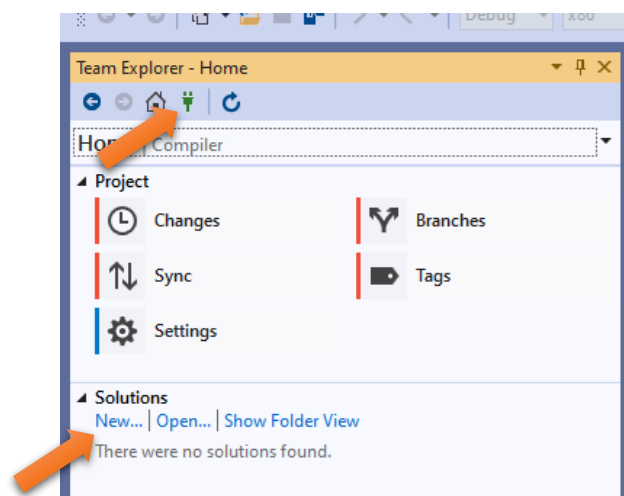 Debug x86
Team Explorer - Home
Compiler
Project
Changes
Branches
Sync
Tags
Settings
Solutions
New... | Open... | Show Folder View
There were no solutions found.